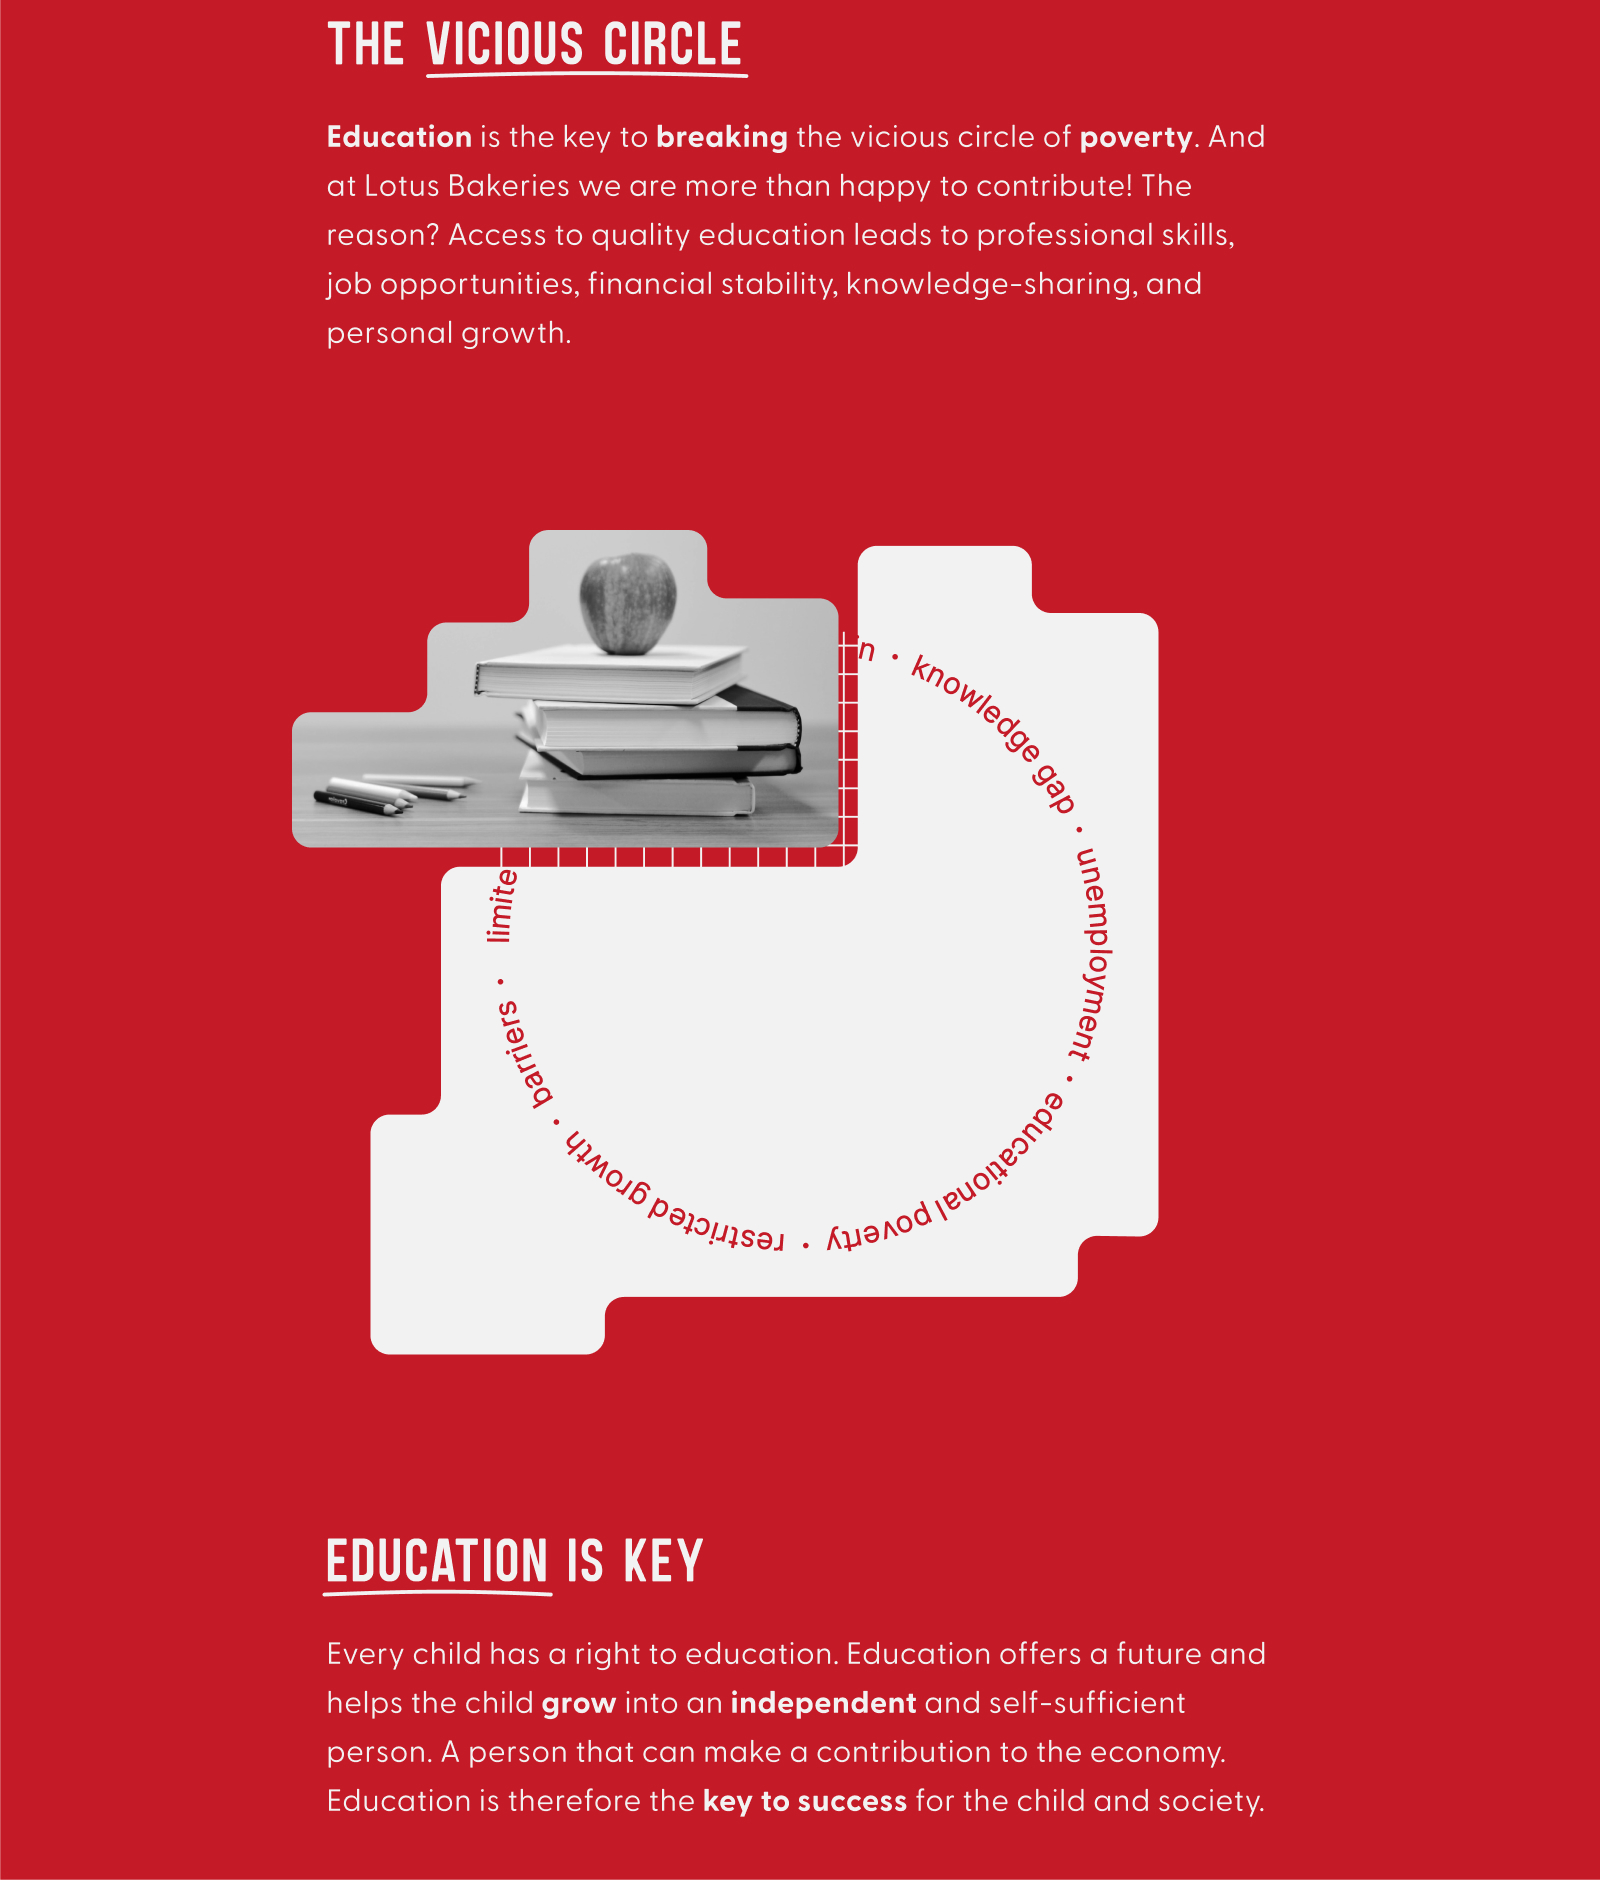 THE VICIOUS CIRCLE
Education is the key to breaking the vicious circle of poverty. And
at Lotus Bakeries we are more than happy to contribute! The
reason? Access to quality education leads to professional skills,
job opportunities, financial stability, knowledge-sharing, and
personal growth.
in • knowledge gap • unemployment • educational poverty • restricted growth • barriers • limite
EDUCATION IS KEY
Every child has a right to education. Education offers a future and
helps the child grow into an independent and self-sufficient
person. A person that can make a contribution to the economy.
Education is therefore the key to success for the child and society.